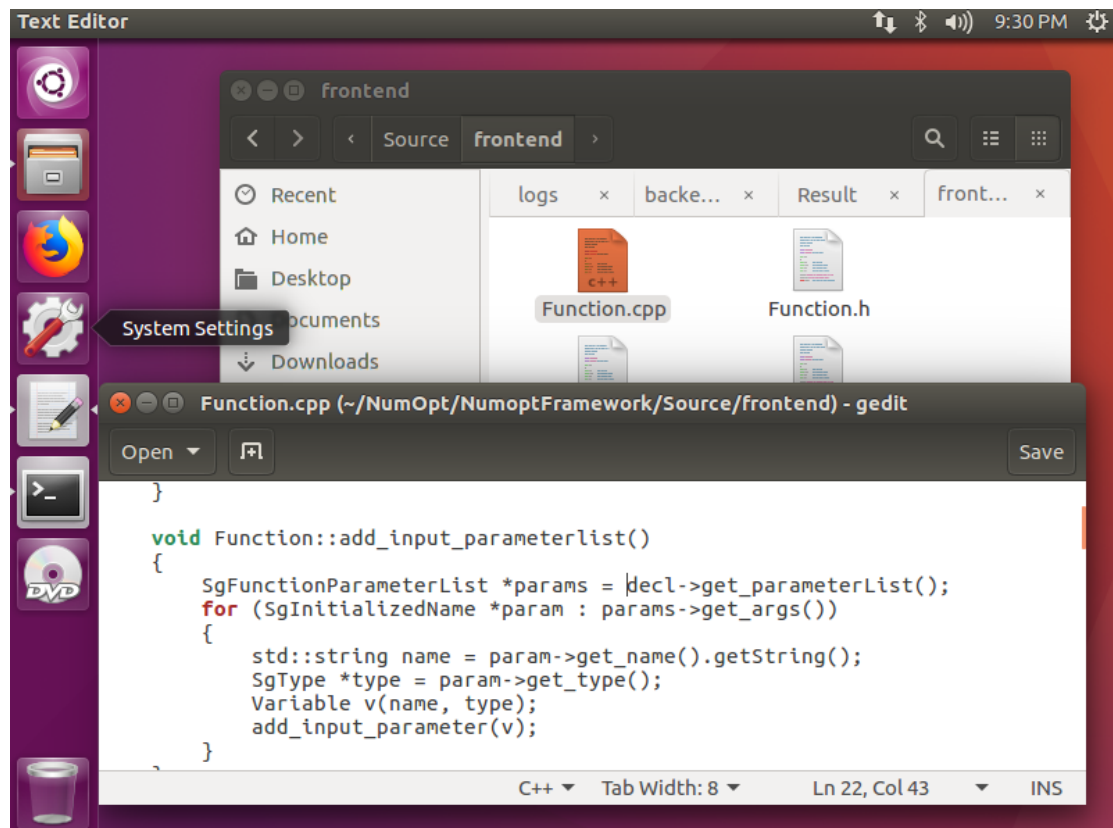 Text Editor 9:30 PM
frontend
Source frontend
Recent logs × backe... × Result × front... ×
Home
Desktop
c++
Function.cpp Function.h
System Settings ocuments
Downloads
Function.cpp (~/NumOpt/NumoptFramework/Source/frontend) - gedit
Open Save
}
void Function::add_input_parameterlist()
{
SgFunctionParameterList *params = decl->get_parameterList();
for (SgInitializedName *param : params->get_args())
{
std::string name = param->get_name().getString();
SgType *type = param->get_type();
Variable v(name, type);
add_input_parameter(v);
}
DVD
C++ Tab Width: 8 Ln 22, Col 43 INS